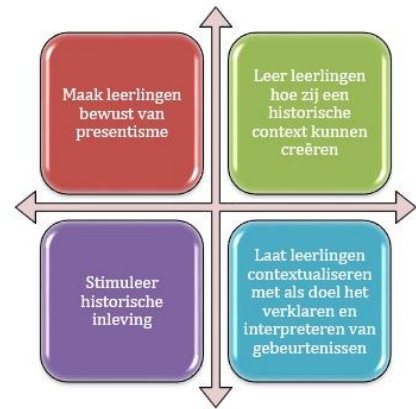 Maak leerlingen
bewust van
presentisme
Leer leerlingen
hoe zij een
historische
context kunnen
creëren
Stimuleer
historische
inleving
Laat leerlingen
contextualiseren
met als doel het
verklaren en
interpreteren van
gebeurtenissen